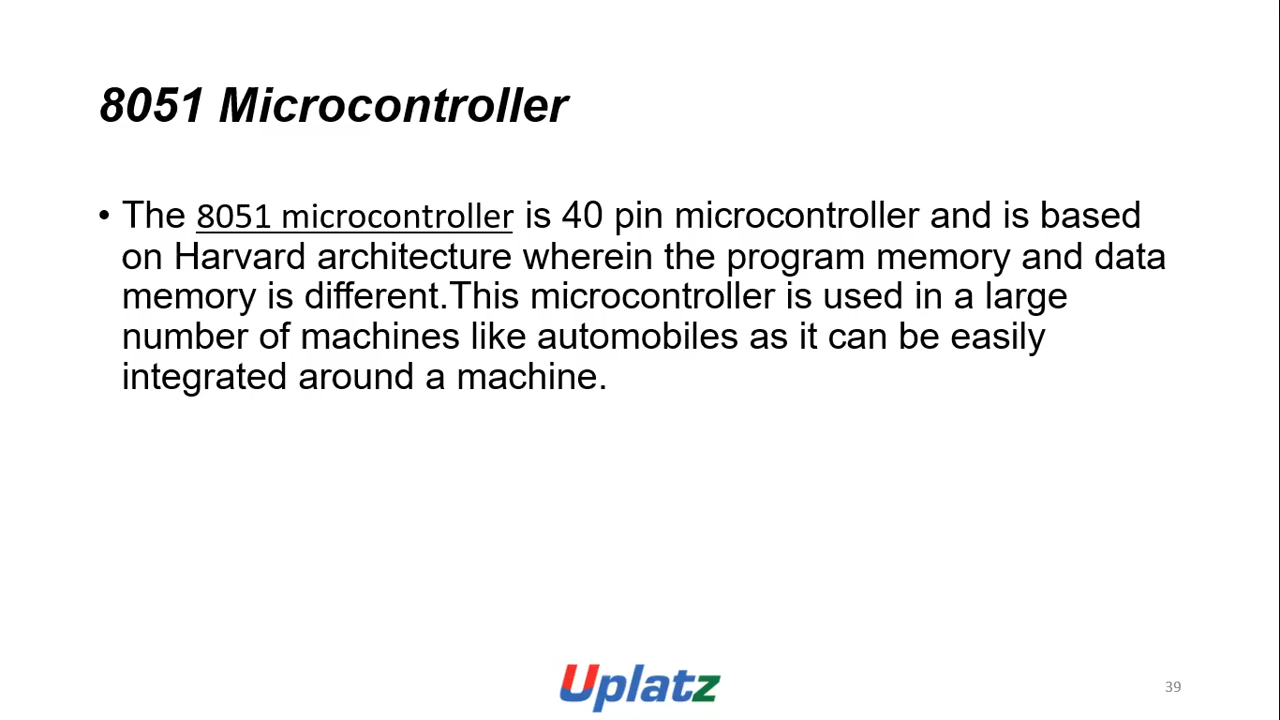 8051 Microcontroller
• The 8051 microcontroller is 40 pin microcontroller and is based
on Harvard architecture wherein the program memory and data
memory is different.This microcontroller is used in a large
number of machines like automobiles as it can be easily
integrated around a machine.
Uplatz
39